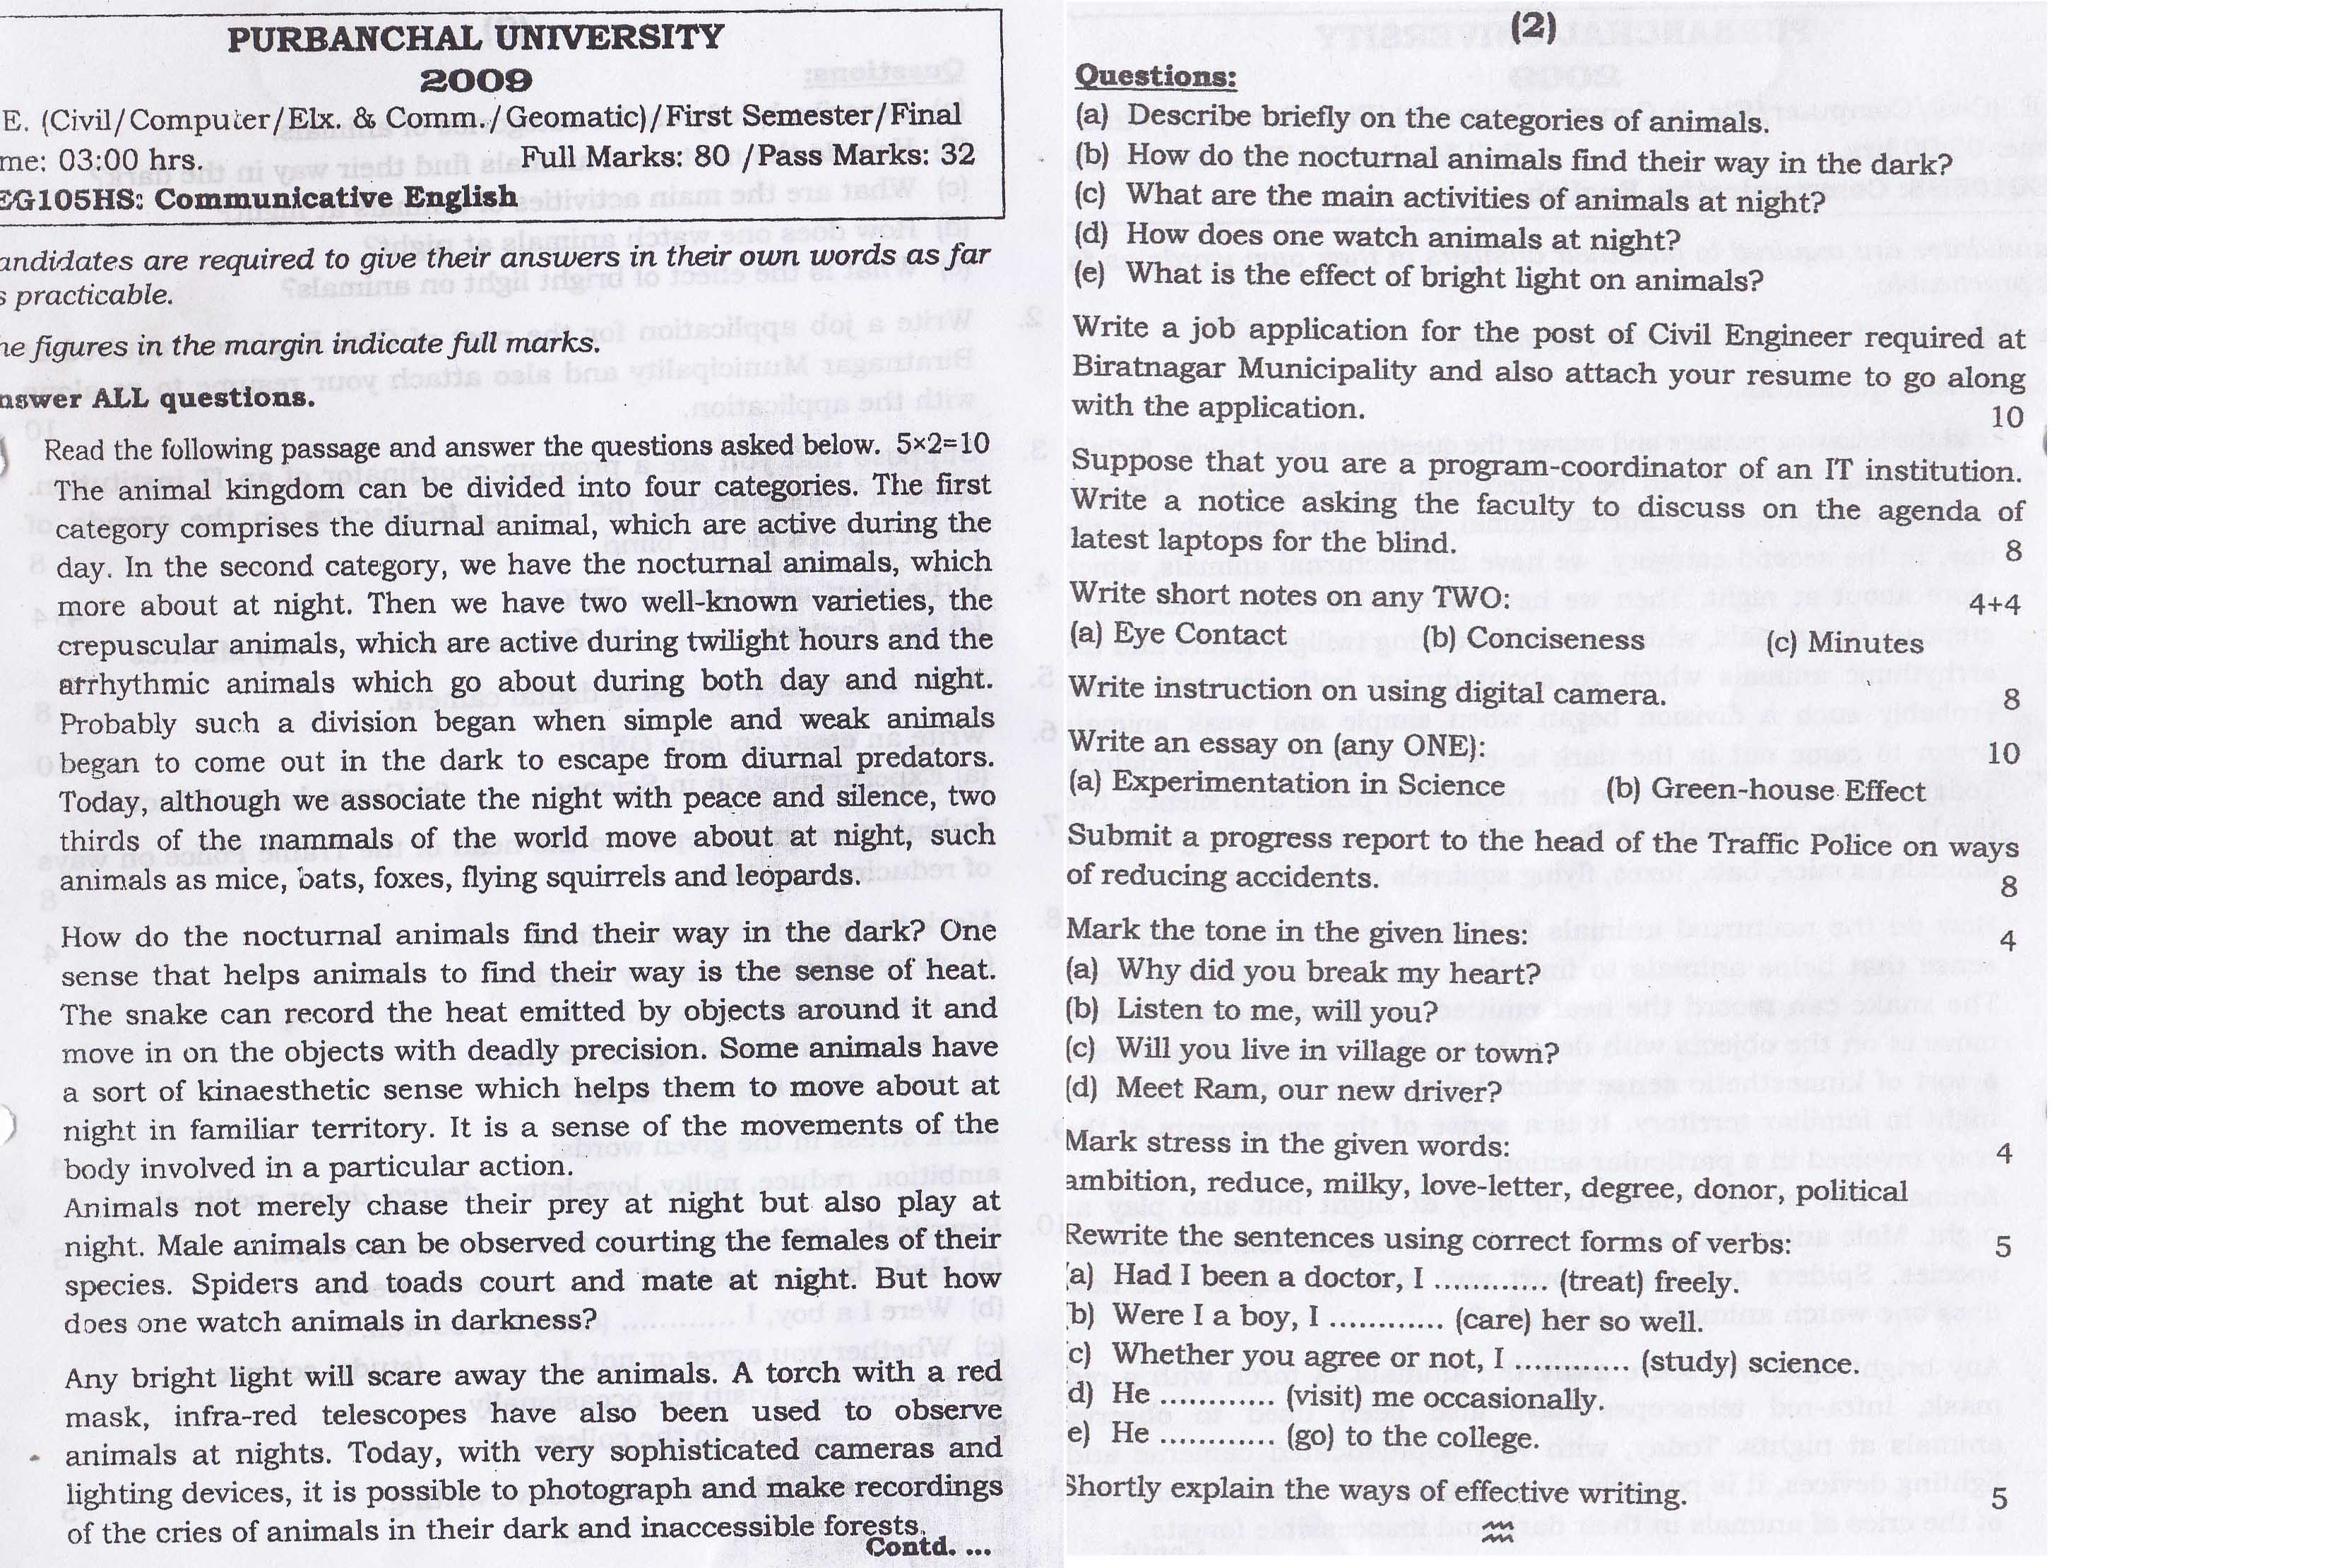 PURBANCHAL UNIVERSITY
2009
E. (Civil/Computer/Elx. & Comm./Geomatic)/First Semester/Final
me: 03:00 hrs. Full Marks: 80 /Pass Marks: 32
EG105HS: Communicative English
andidates are required to give their answers in their own words as far
s practicable.
he figures in the margin indicate full marks.
nswer ALL questions.
Read the following passage and answer the questions asked below. 5×2=10
The animal kingdom can be divided into four categories. The first
category comprises the diurnal animal, which are active during the
day. In the second category, we have the nocturnal animals, which
more about at night. Then we have two well-known varieties, the
crepuscular animals, which are active during twilight hours and the
arrhythmic animals which go about during both day and night.
Probably such a division began when simple and weak animals
began to come out in the dark to escape from diurnal predators.
Today, although we associate the night with peace and silence, two
thirds of the mammals of the world move about at night, such
animals as mice, bats, foxes, flying squirrels and leopards.
How do the nocturnal animals find their way in the dark? One
sense that helps animals to find their way is the sense of heat.
The snake can record the heat emitted by objects around it and
move in on the objects with deadly precision. Some animals have
a sort of kinaesthetic sense which helps them to move about at
night in familiar territory. It is a sense of the movements of the
body involved in a particular action.
Animals not merely chase their prey at night but also play at
night. Male animals can be observed courting the females of their
species. Spiders and toads court and mate at night. But how
does one watch animals in darkness?
Any bright light will scare away the animals. A torch with a red
mask, infra-red telescopes have also been used to observe
animals at nights. Today, with very sophisticated cameras and
lighting devices, it is possible to photograph and make recordings
of the cries of animals in their dark and inaccessible forests.
Contd. ...
(2)
Questions:
(a) Describe briefly on the categories of animals.
(b) How do the nocturnal animals find their way in the dark?
(c) What are the main activities of animals at night?
(d) How does one watch animals at night?
(e) What is the effect of bright light on animals?
Write a job application for the post of Civil Engineer required at
Biratnagar Municipality and also attach your resume to go along
with the application. 10
Suppose that you are a program-coordinator of an IT institution.
Write a notice asking the faculty to discuss on the agenda of
latest laptops for the blind. 8
Write short notes on any TWO: 4+4
(a) Eye Contact (b) Conciseness (c) Minutes
Write instruction on using digital camera. 8
Write an essay on (any ONE): 10
(a) Experimentation in Science (b) Green-house Effect
Submit a progress report to the head of the Traffic Police on ways
of reducing accidents. 8
Mark the tone in the given lines: 4
(a) Why did you break my heart?
(b) Listen to me, will you?
(c) Will you live in village or town?
(d) Meet Ram, our new driver?
Mark stress in the given words: 4
ambition, reduce, milky, love-letter, degree, donor, political
Rewrite the sentences using correct forms of verbs: 5
a) Had I been a doctor, I ............ (treat) freely.
b) Were I a boy, I ............ (care) her so well.
c) Whether you agree or not, I ............ (study) science.
d) He ............ (visit) me occasionally.
e) He ............ (go) to the college.
Shortly explain the ways of effective writing. 5